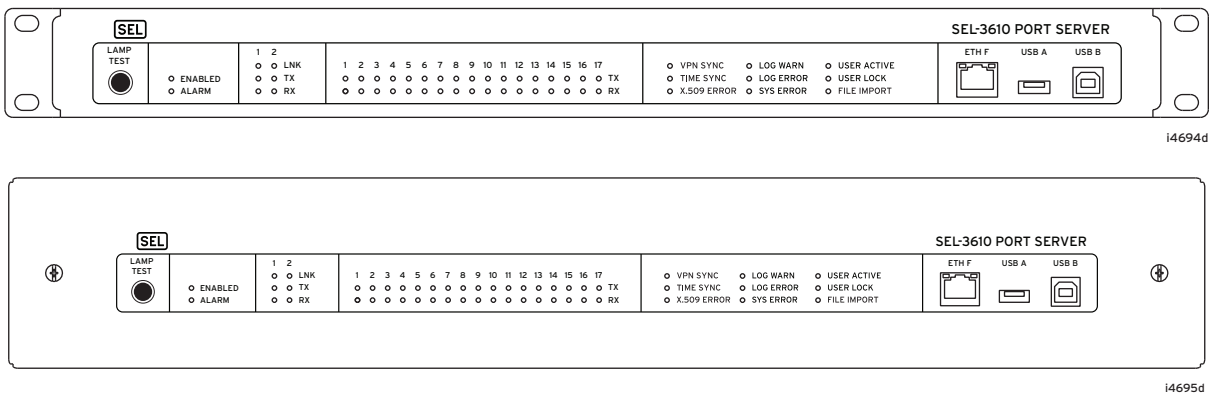 SEL
SEL-3610 PORT SERVER
LAMP
TEST
1 2
ETH F USB A USB B
LNK
1 2 3 4 5 6 7 8 9 10 11 12 13 14 15 16 17
VPN SYNC LOG WARN USER ACTIVE
ENABLED TX TX TIME SYNC LOG ERROR USER LOCK
ALARM RX RX X.509 ERROR SYS ERROR FILE IMPORT
i4694d
SEL
SEL-3610 PORT SERVER
LAMP
TEST
1 2
ETH F USB A USB B
LNK
1 2 3 4 5 6 7 8 9 10 11 12 13 14 15 16 17
VPN SYNC LOG WARN USER ACTIVE
ENABLED TX TX TIME SYNC LOG ERROR USER LOCK
ALARM RX RX X.509 ERROR SYS ERROR FILE IMPORT
i4695d